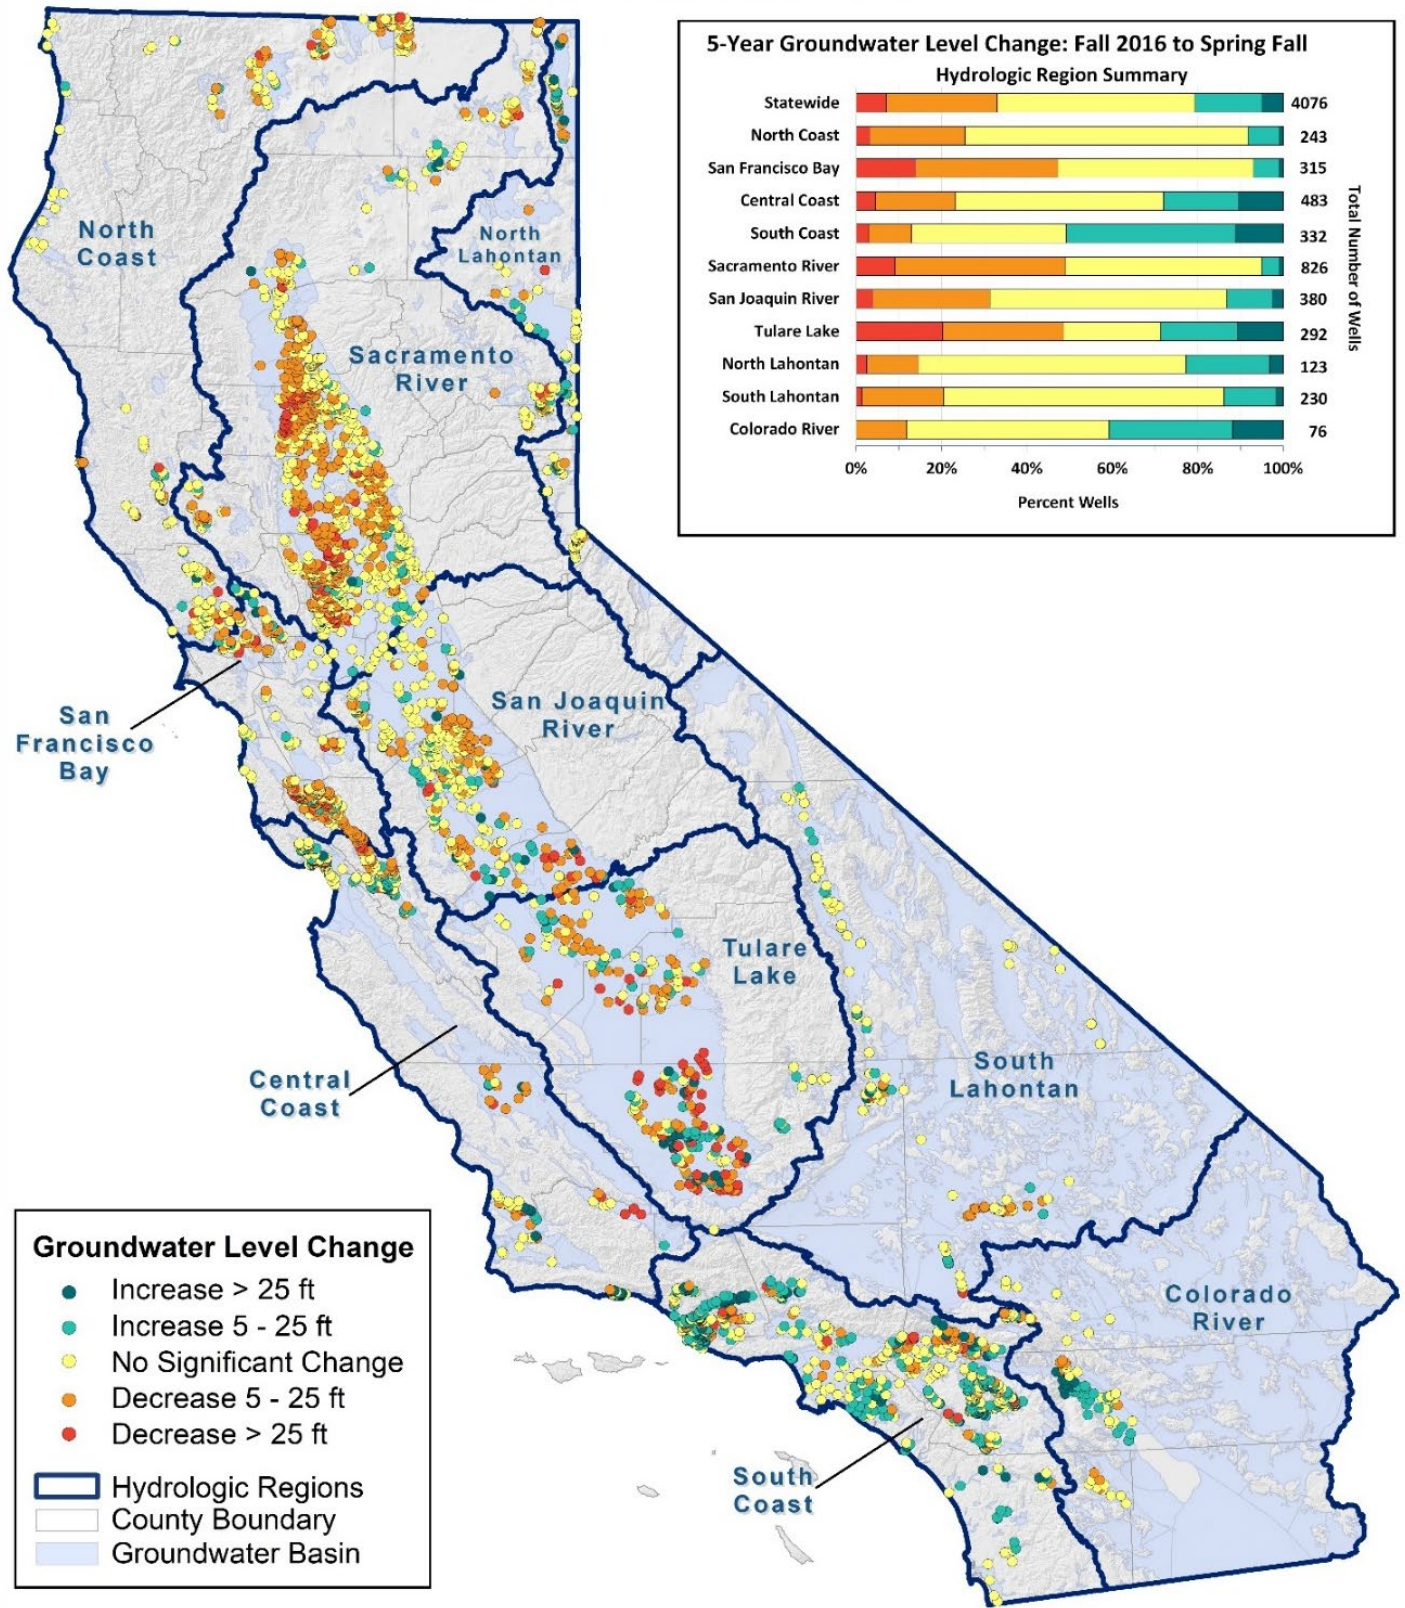 5-Year Groundwater Level Change: Fall 2016 to Spring Fall
Hydrologic Region Summary
Statewide 4076
North Coast 243
San Francisco Bay 315
Central Coast 483
South Coast 332
Sacramento River 826
San Joaquin River 380
Tulare Lake 292
North Lahontan 123
South Lahontan 230
Colorado River 76
0% 20% 40% 60% 80% 100%
Percent Wells
Total Number of Wells
North
Coast
North
Lahontan
Sacramento
River
San Joaquin
River
San
Francisco
Bay
Tulare
Lake
Central
Coast
South
Lahontan
Colorado
River
South
Coast
Groundwater Level Change
Increase > 25 ft
Increase 5 - 25 ft
No Significant Change
Decrease 5 - 25 ft
Decrease > 25 ft
Hydrologic Regions
County Boundary
Groundwater Basin